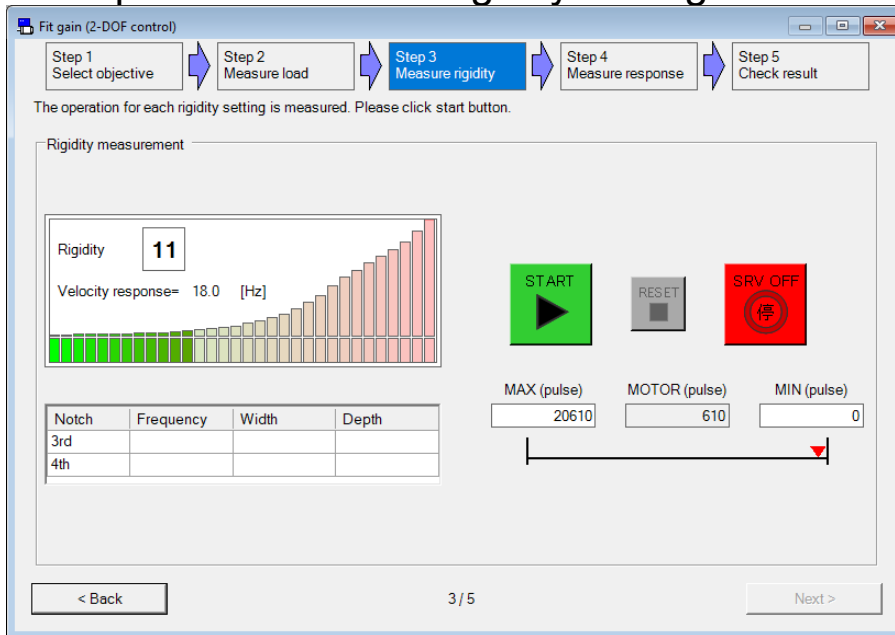 Fit gain (2-DOF control)
Step 1
Select objective
Step 2
Measure load
Step 3
Measure rigidity
Step 4
Measure response
Step 5
Check result
The operation for each rigidity setting is measured. Please click start button.
Rigidity measurement
Rigidity 11
Velocity response= 18.0 [Hz]
START
RESET
SRV OFF
停
MAX (pulse) MOTOR (pulse) MIN (pulse)
20610 610 0
Notch Frequency Width Depth
3rd
4th
< Back
3 / 5
Next >